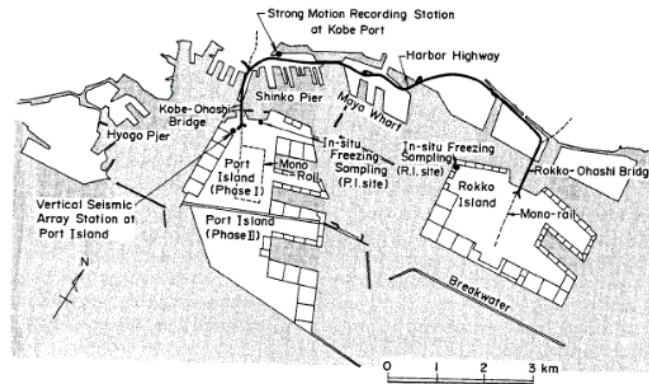 Strong Motion Recording Station
at Kobe Port
Harbor Highway
Kobe-Ohashi
Bridge
Shinko Pier
Maya Wharf
Hyogo Pier
In-situ Freezing
Sampling
(P.I. site)
In-situ Freezing
Sampling
(R.I. site)
Port
Island
(Phase I)
Mono
Rail
Rokko-Ohashi Bridge
Rokko
Island
Mono-rail
Vertical Seismic
Array Station at
Port Island
Port Island
(Phase II)
Breakwater
N
0 1 2 3 km